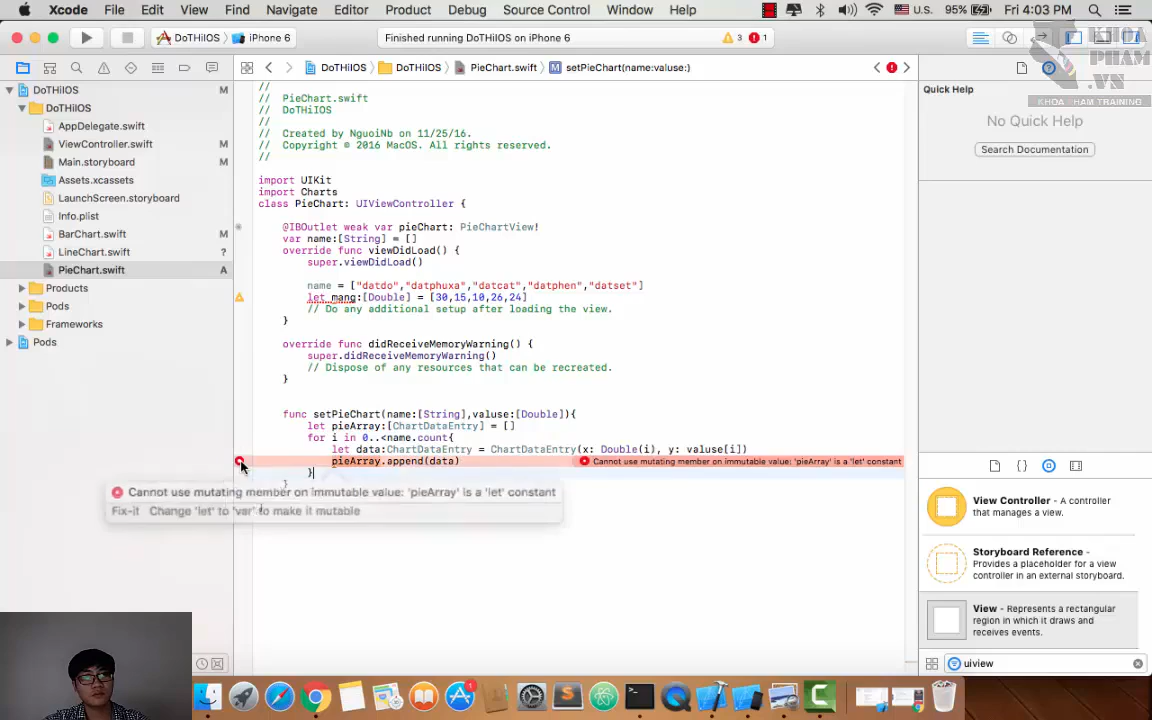 Xcode File Edit View Find Navigate Editor Product Debug Source Control Window Help U.S. 95% Fri 4:03 PM
DoTHiIOS iPhone 6 Finished running DoTHiIOS on iPhone 6 3 1
KHOA
PHAM
.VN
KHOA PHAM TRAINING
DoTHiIOS DoTHiIOS PieChart.swift M setPieChart(name:valuse:)
DoTHiIOS M
DoTHiIOS
AppDelegate.swift
ViewController.swift M
Main.storyboard M
Assets.xcassets
LaunchScreen.storyboard
Info.plist
BarChart.swift M
LineChart.swift ?
PieChart.swift A
Products
Pods
Frameworks
Pods
//
// PieChart.swift
// DoTHiIOS
//
// Created by NguoiNb on 11/25/16.
// Copyright © 2016 MacOS. All rights reserved.
//
import UIKit
import Charts
class PieChart: UIViewController {
@IBOutlet weak var pieChart: PieChartView!
var name:[String] = []
override func viewDidLoad() {
super.viewDidLoad()
name = ["datdo","datphuxa","datcat","datphen","datset"]
let mang:[Double] = [30,15,10,26,24]
// Do any additional setup after loading the view.
}
override func didReceiveMemoryWarning() {
super.didReceiveMemoryWarning()
// Dispose of any resources that can be recreated.
}
func setPieChart(name:[String],valuse:[Double]){
let pieArray:[ChartDataEntry] = []
for i in 0..<name.count{
let data:ChartDataEntry = ChartDataEntry(x: Double(i), y: valuse[i])
pieArray.append(data) Cannot use mutating member on immutable value: 'pieArray' is a 'let' constant
}
}
Cannot use mutating member on immutable value: 'pieArray' is a 'let' constant
Fix-it Change 'let' to 'var' to make it mutable
Quick Help
No Quick Help
Search Documentation
View Controller - A controller
that manages a view.
Storyboard Reference -
Provides a placeholder for a view
controller in an external storyboard.
View - Represents a rectangular
region in which it draws and
receives events.
uiview
1